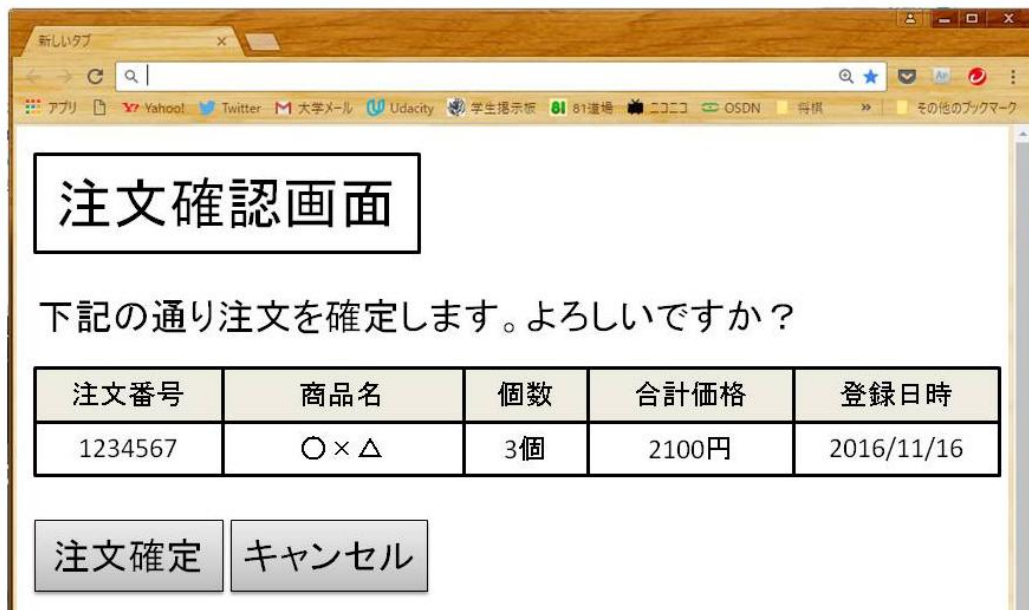 新しいタブ
アプリ Yahoo! Twitter 大学メール Udacity 学生掲示板 81 81道場 ニコニコ OSDN 将棋 » その他のブックマーク
注文確認画面
下記の通り注文を確定します。よろしいですか？
注文番号 商品名 個数 合計価格 登録日時
1234567 〇×△ 3個 2100円 2016/11/16
注文確定 キャンセル